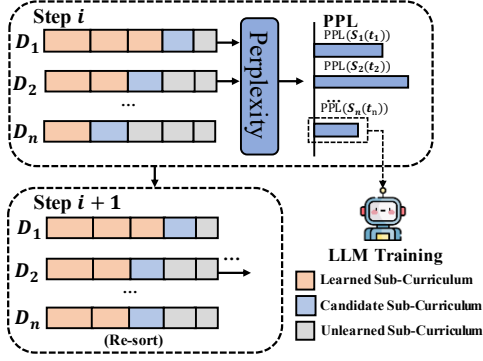 Step i
D₁
D₂
...
Dₙ
Perplexity
PPL
PPL(S₁(t₁))
PPL(S₂(t₂))
...
PPL(Sₙ(tₙ))
Step i + 1
D₁
D₂
...
...
Dₙ
(Re-sort)
LLM Training
Learned Sub-Curriculum
Candidate Sub-Curriculum
Unlearned Sub-Curriculum